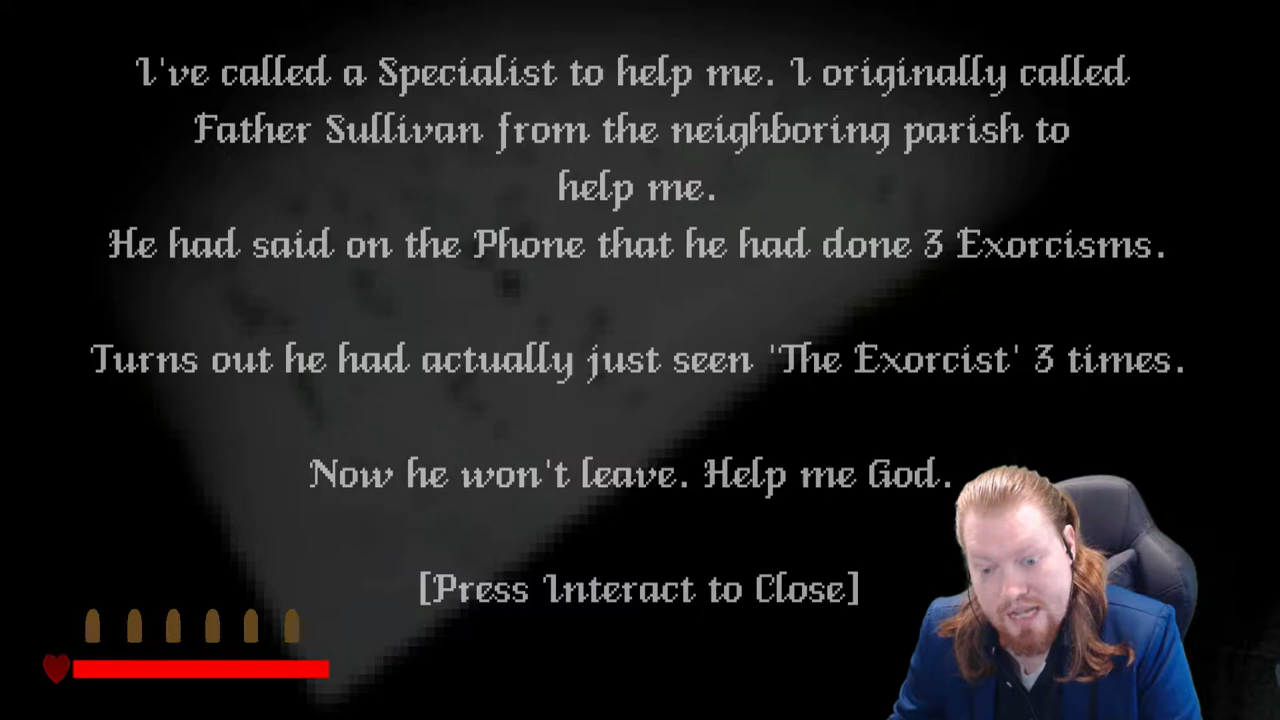 I've called a Specialist to help me. I originally called
Father Sullivan from the neighboring parish to
help me.
He had said on the Phone that he had done 3 Exorcisms.
Turns out he had actually just seen 'The Exorcist' 3 times.
Now he won't leave. Help me God.
[Press Interact to Close]